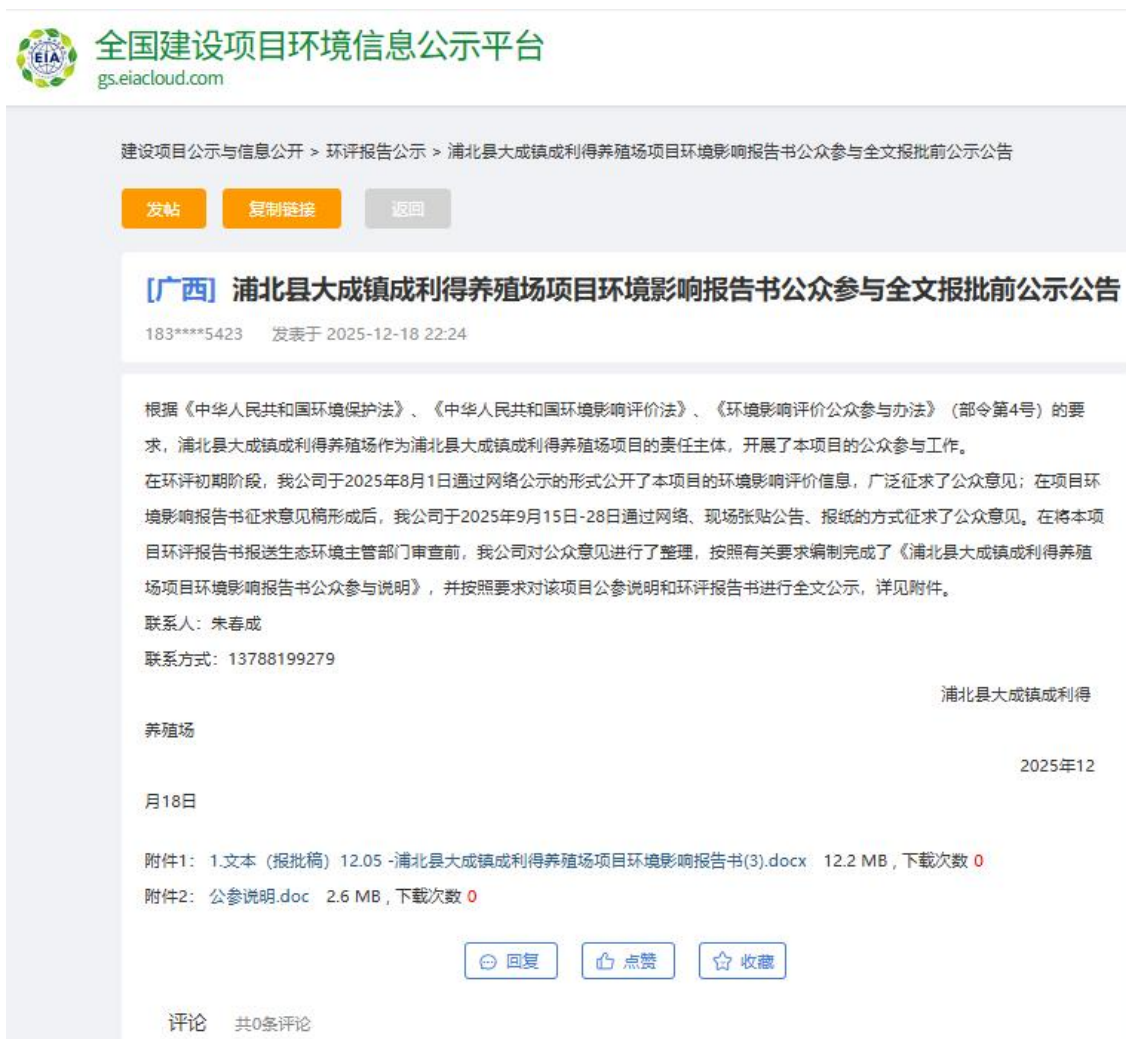 EIA
全国建设项目环境信息公示平台
gs.eiacloud.com
建设项目公示与信息公开 > 环评报告公示 > 浦北县大成镇成利得养殖场项目环境影响报告书公众参与全文报批前公示公告
发帖 复制链接 返回
[广西] 浦北县大成镇成利得养殖场项目环境影响报告书公众参与全文报批前公示公告
183****5423 发表于 2025-12-18 22:24
根据《中华人民共和国环境保护法》、《中华人民共和国环境影响评价法》、《环境影响评价公众参与办法》（部令第4号）的要
求，浦北县大成镇成利得养殖场作为浦北县大成镇成利得养殖场项目的责任主体，开展了本项目的公众参与工作。
在环评初期阶段，我公司于2025年8月1日通过网络公示的形式公开了本项目的环境影响评价信息，广泛征求了公众意见；在项目环
境影响报告书征求意见稿形成后，我公司于2025年9月15日-28日通过网络、现场张贴公告、报纸的方式征求了公众意见。在将本项
目环评报告书报送生态环境主管部门审查前，我公司对公众意见进行了整理，按照有关要求编制完成了《浦北县大成镇成利得养殖
场项目环境影响报告书公众参与说明》，并按照要求对该项目公参说明和环评报告书进行全文公示，详见附件。
联系人：朱春成
联系方式：13788199279
浦北县大成镇成利得
养殖场
2025年12
月18日
附件1： 1.文本（报批稿）12.05 -浦北县大成镇成利得养殖场项目环境影响报告书(3).docx 12.2 MB , 下载次数 0
附件2： 公参说明.doc 2.6 MB , 下载次数 0
回复 点赞 收藏
评论 共0条评论